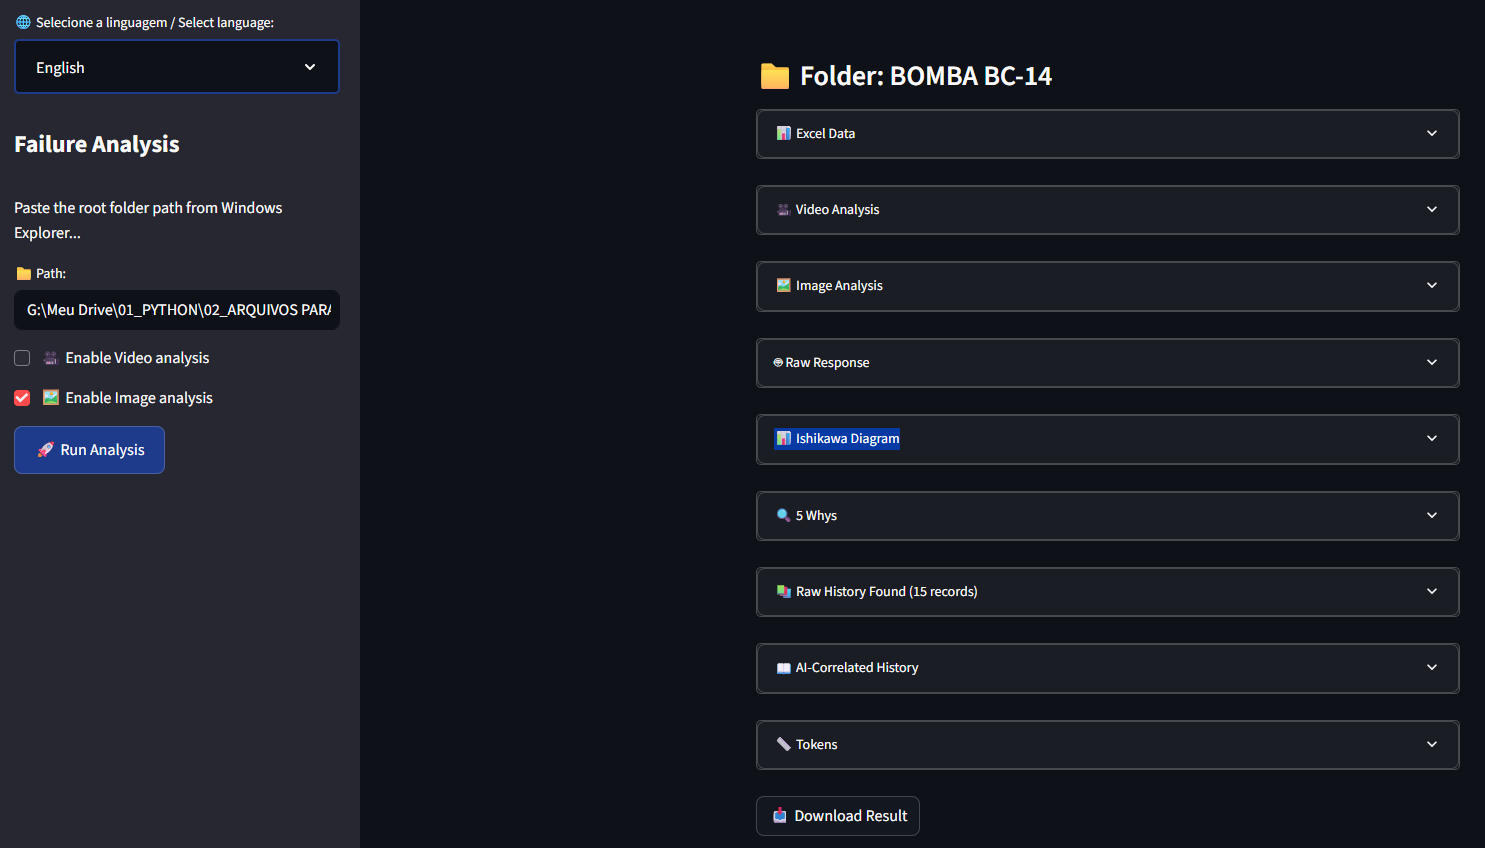 Selecione a linguagem / Select language:
English
Failure Analysis
Paste the root folder path from Windows
Explorer...
Path:
G:\Meu Drive\01_PYTHON\02_ARQUIVOS PARA
Enable Video analysis
Enable Image analysis
Run Analysis
Folder: BOMBA BC-14
Excel Data
Video Analysis
Image Analysis
Raw Response
Ishikawa Diagram
5 Whys
Raw History Found (15 records)
AI-Correlated History
Tokens
Download Result